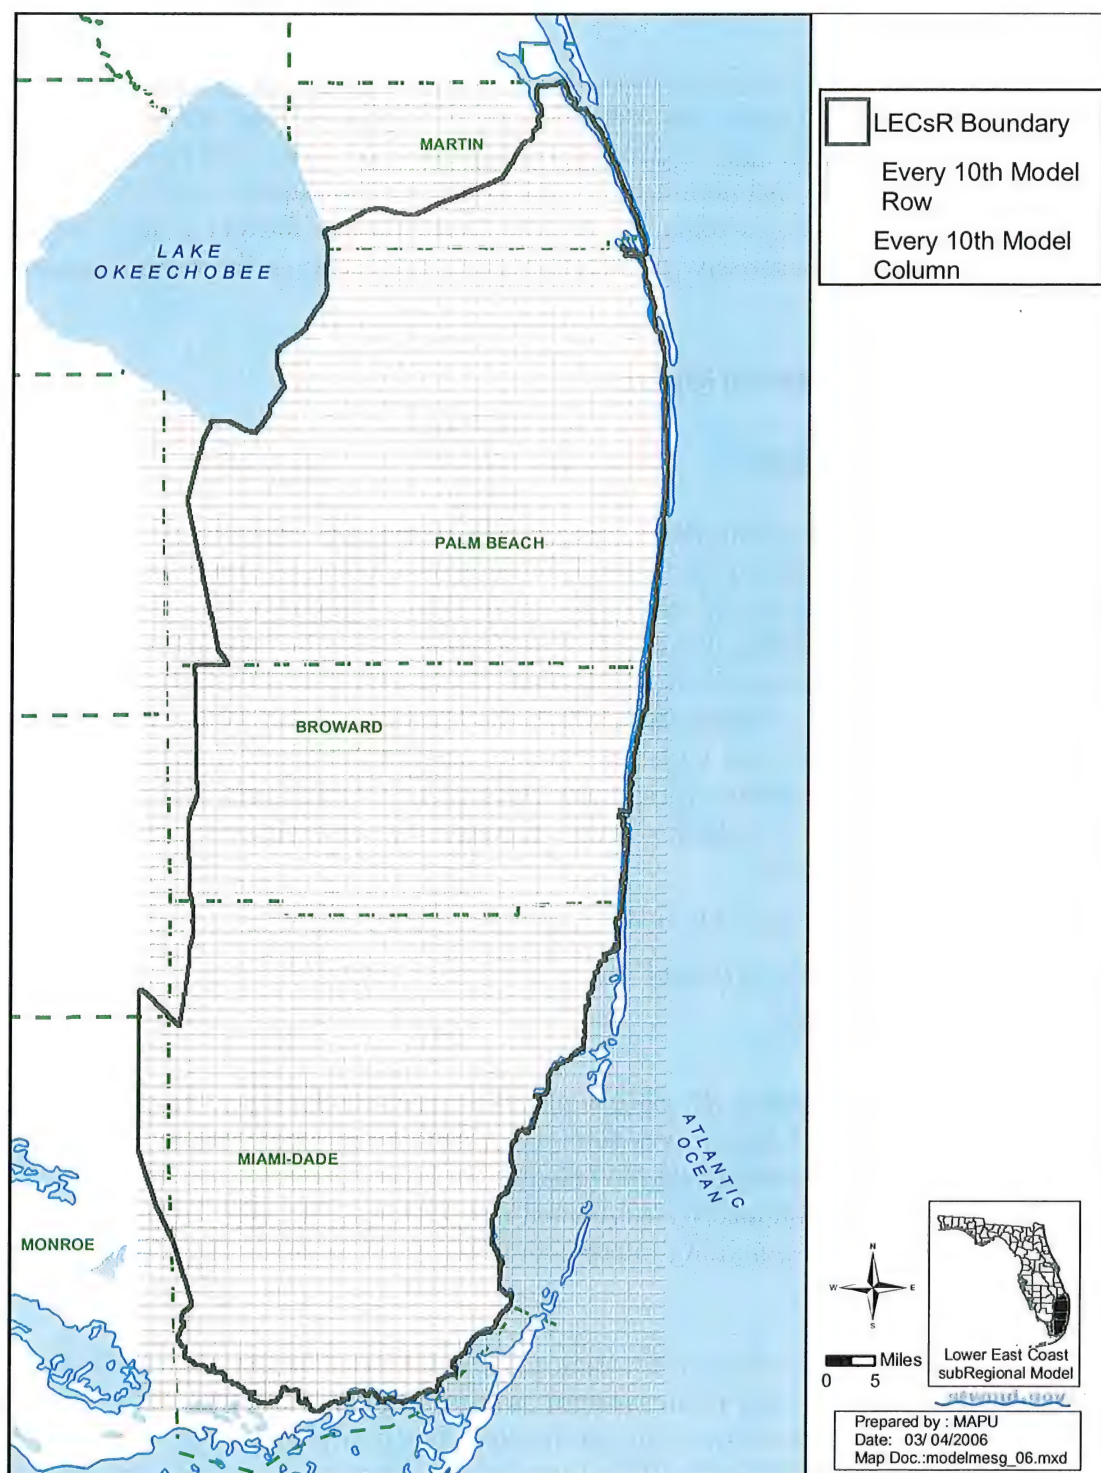 MARTIN
LAKE
OKEECHOBEE
PALM BEACH
BROWARD
MIAMI-DADE
MONROE
ATLANTIC
OCEAN
LECsR Boundary
Every 10th Model
Row
Every 10th Model
Column
N
W
E
S
Miles
0 5
Lower East Coast
subRegional Model
Prepared by : MAPU
Date: 03/ 04/2006
Map Doc.:modelmesg_06.mxd